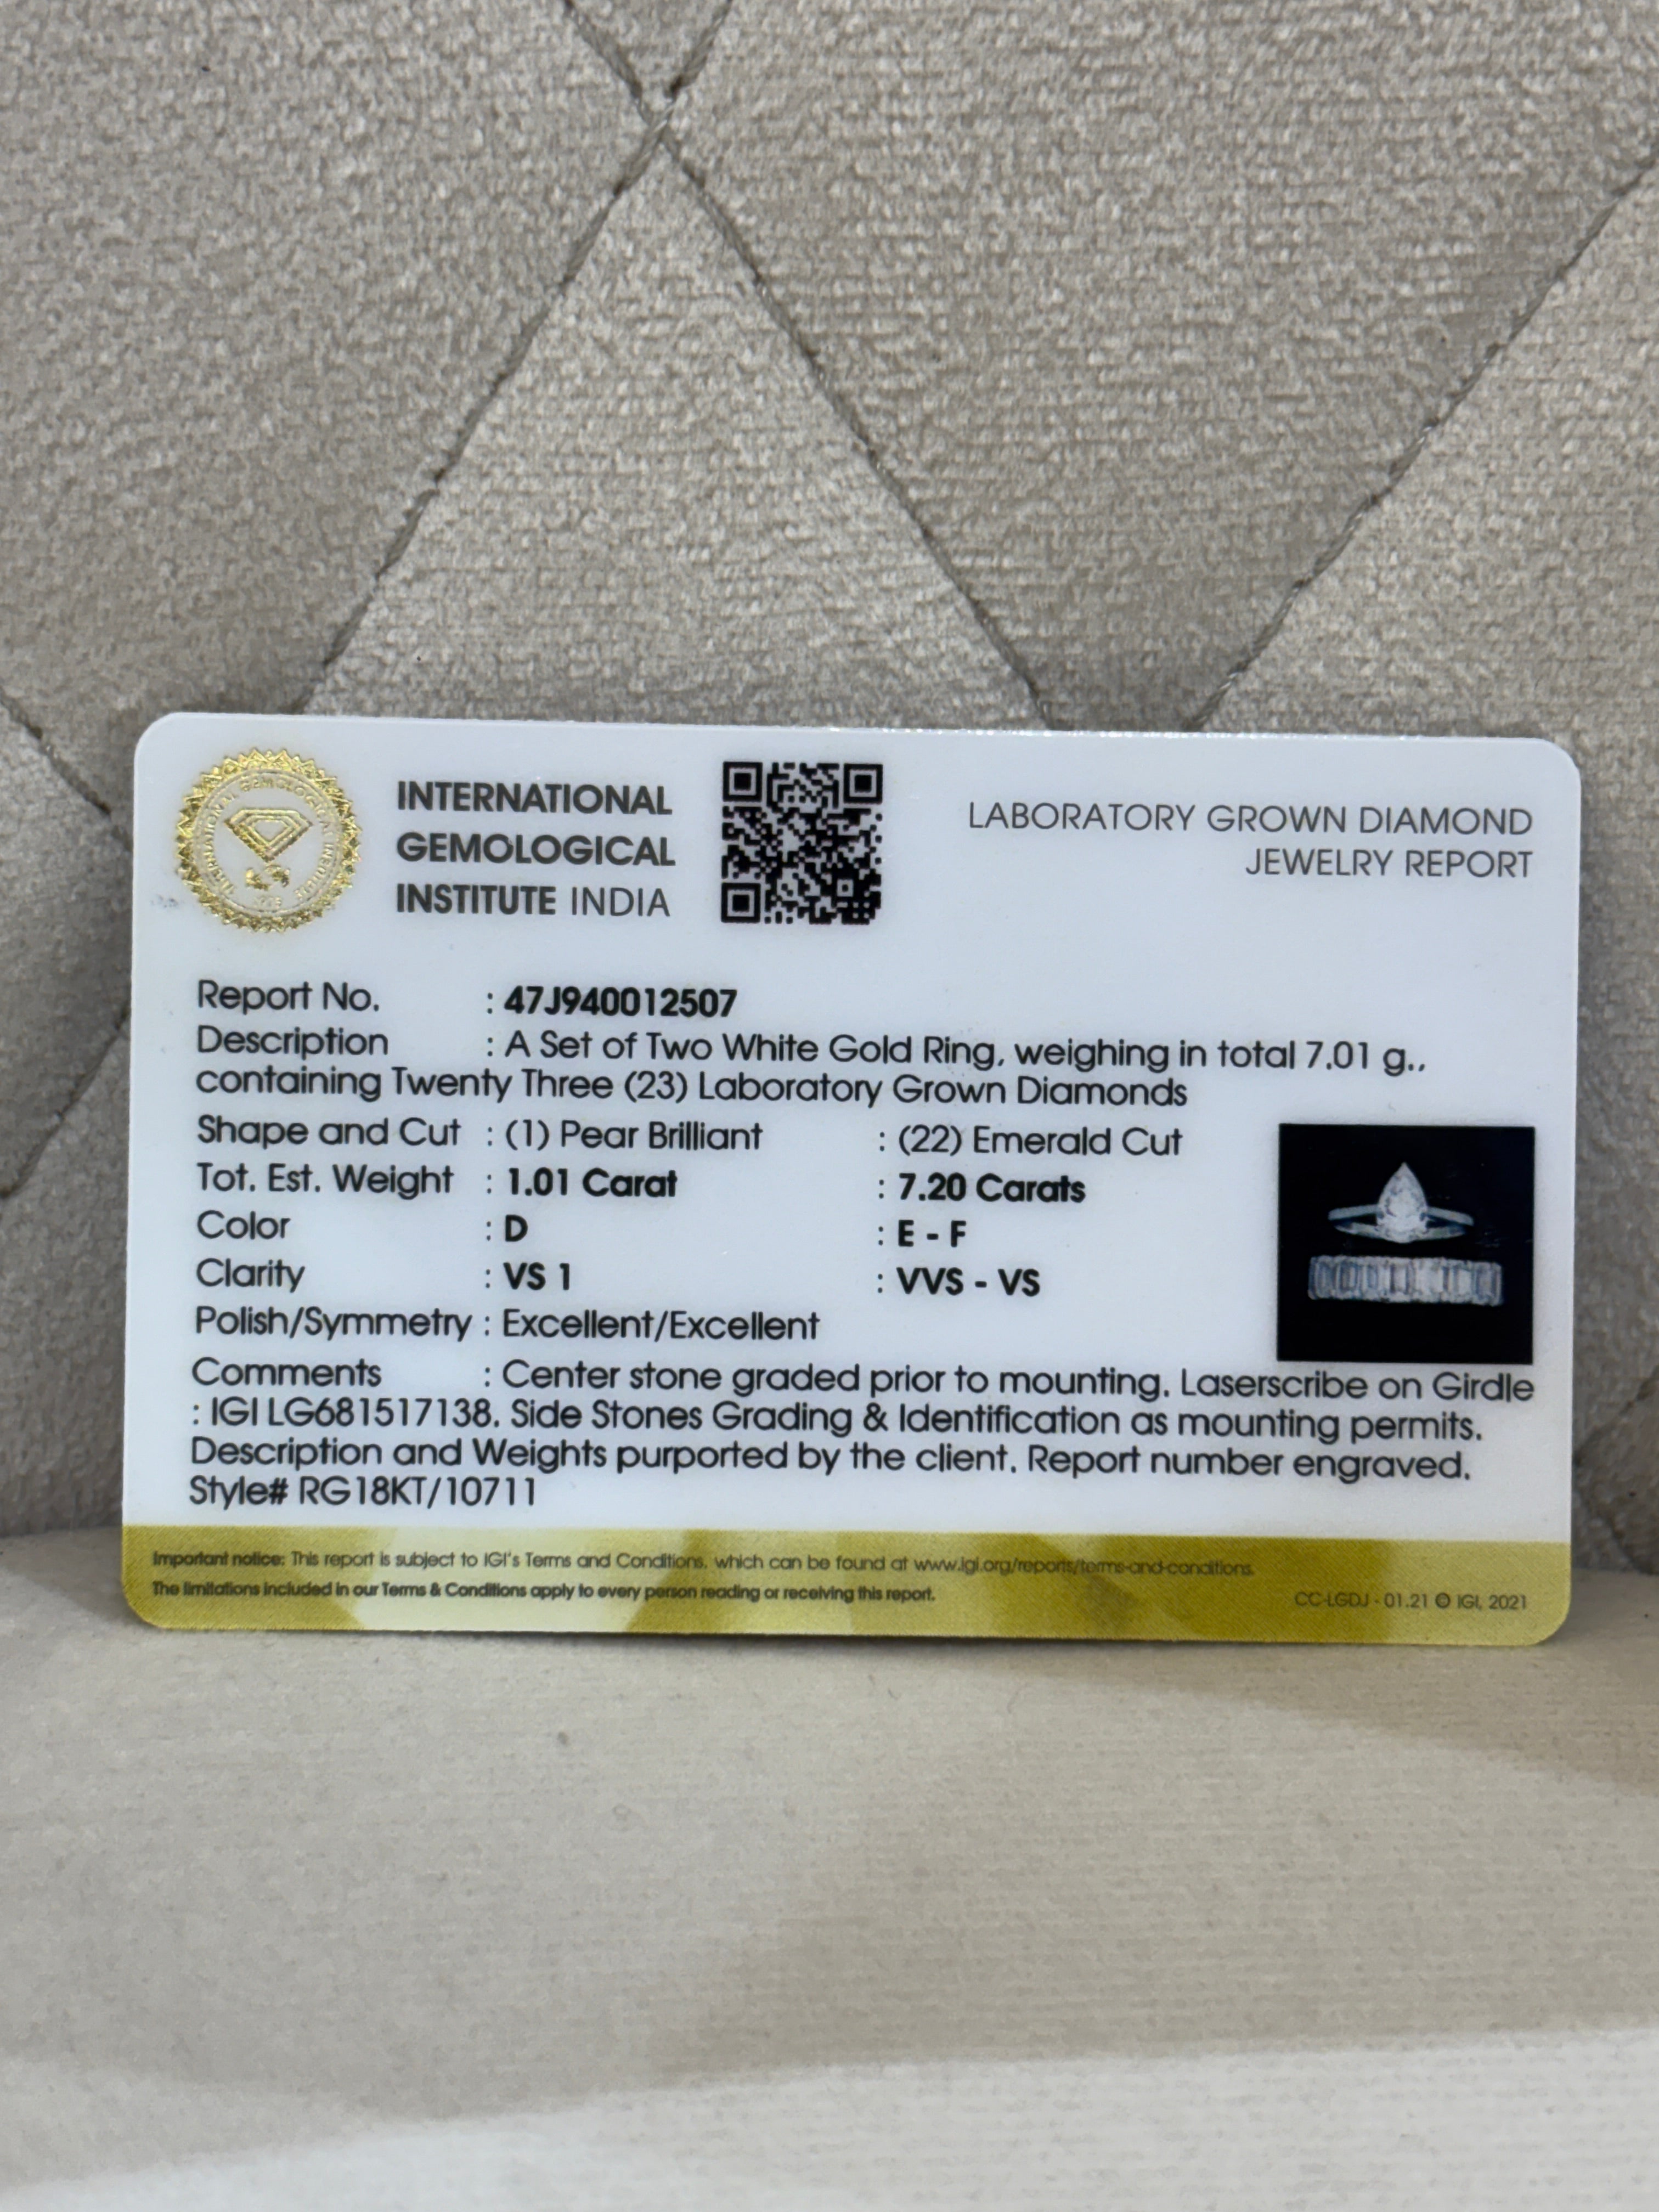 INTERNATIONAL
GEMOLOGICAL
INSTITUTE INDIA
LABORATORY GROWN DIAMOND
JEWELRY REPORT
Report No. : 47J940012507
Description : A Set of Two White Gold Ring, weighing in total 7.01 g.,
containing Twenty Three (23) Laboratory Grown Diamonds
Shape and Cut : (1) Pear Brilliant : (22) Emerald Cut
Tot. Est. Weight : 1.01 Carat : 7.20 Carats
Color : D : E - F
Clarity : VS 1 : VVS - VS
Polish/Symmetry : Excellent/Excellent
Comments : Center stone graded prior to mounting. Laserscribe on Girdle
: IGI LG681517138. Side Stones Grading & Identification as mounting permits.
Description and Weights purported by the client. Report number engraved.
Style# RG18KT/10711
Important notice: This report is subject to IGI's Terms and Conditions, which can be found at www.igi.org/reports/terms-and-conditions.
The limitations included in our Terms & Conditions apply to every person reading or receiving this report.
CC-LGDJ - 01.21 © IGI, 2021